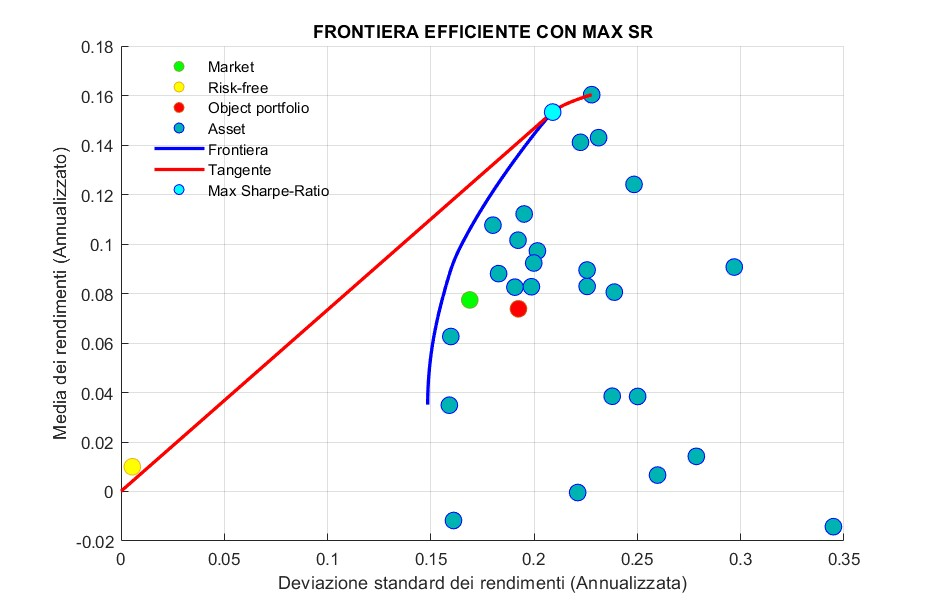 FRONTIERA EFFICIENTE CON MAX SR
0.18
0.16
0.14
0.12
0.1
0.08
0.06
0.04
0.02
0
-0.02
Media dei rendimenti (Annualizzato)
Market
Risk-free
Object portfolio
Asset
Frontiera
Tangente
Max Sharpe-Ratio
0 0.05 0.1 0.15 0.2 0.25 0.3 0.35
Deviazione standard dei rendimenti (Annualizzata)